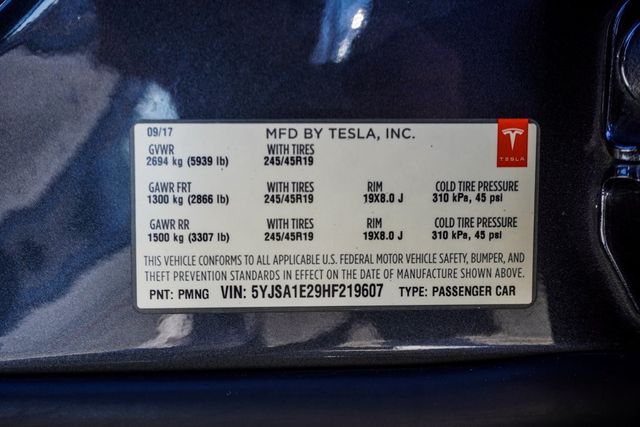 09/17 MFD BY TESLA, INC.
GVWR WITH TIRES
2694 kg (5939 lb) 245/45R19
TESLA
GAWR FRT WITH TIRES RIM COLD TIRE PRESSURE
1300 kg (2866 lb) 245/45R19 19X8.0 J 310 kPa, 45 psi
GAWR RR WITH TIRES RIM COLD TIRE PRESSURE
1500 kg (3307 lb) 245/45R19 19X8.0 J 310 kPa, 45 psi
THIS VEHICLE CONFORMS TO ALL APPLICABLE U.S. FEDERAL MOTOR VEHICLE SAFETY, BUMPER, AND
THEFT PREVENTION STANDARDS IN EFFECT ON THE DATE OF MANUFACTURE SHOWN ABOVE.
PNT: PMNG VIN: 5YJSA1E29HF219607 TYPE: PASSENGER CAR